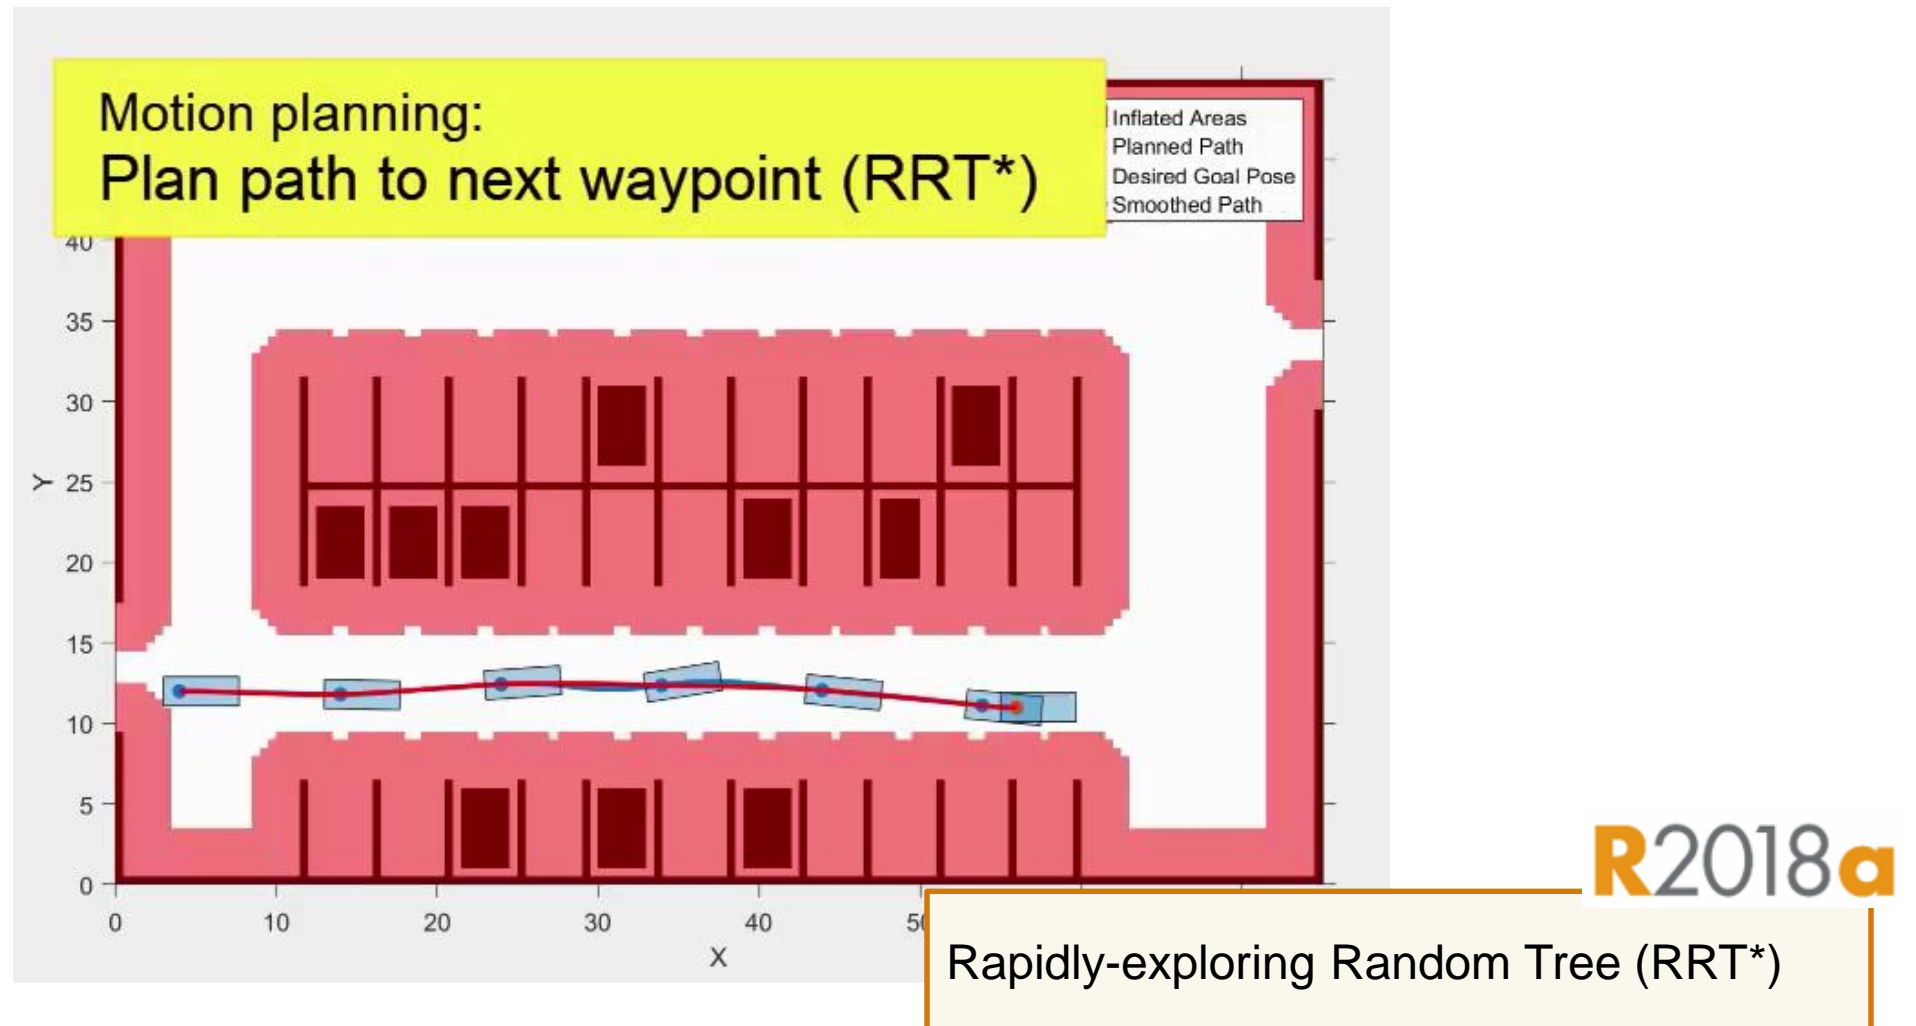 Motion planning:
Plan path to next waypoint (RRT*)
Inflated Areas
Planned Path
Desired Goal Pose
Smoothed Path
40
35
30
25
20
15
10
5
0
Y
0
10
20
30
40
X
R2018a
Rapidly-exploring Random Tree (RRT*)